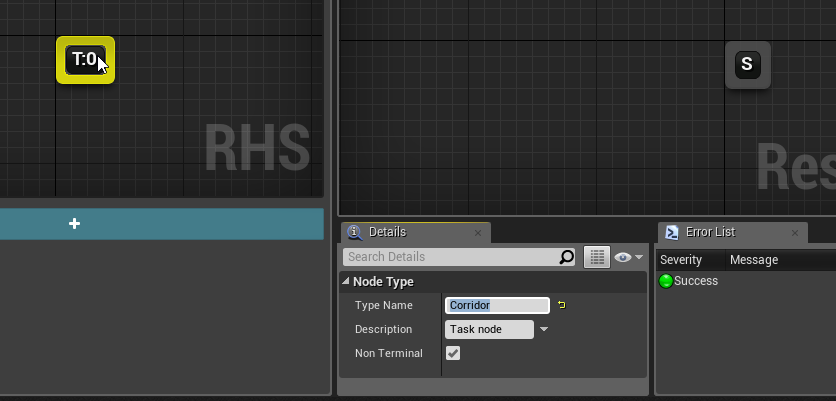 T:0
RHS
S
Res
+
Details
Search Details
Node Type
Type Name Corridor
Description Task node
Non Terminal
Error List
Severity Message
Success